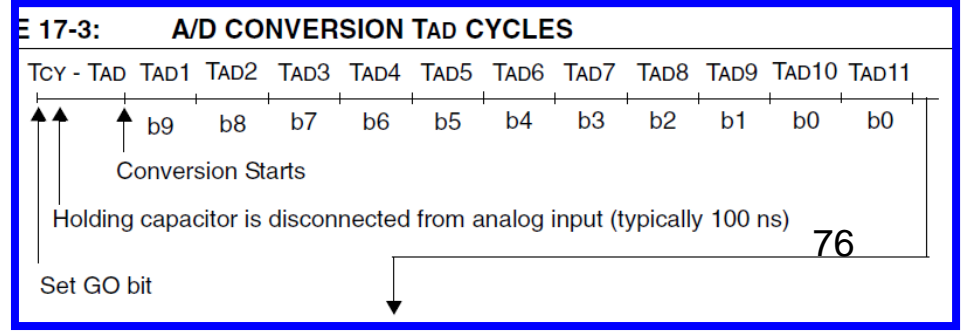 E 17-3: A/D CONVERSION TAD CYCLES
TCY - TAD TAD1 TAD2 TAD3 TAD4 TAD5 TAD6 TAD7 TAD8 TAD9 TAD10 TAD11
b9 b8 b7 b6 b5 b4 b3 b2 b1 b0 b0
Conversion Starts
Holding capacitor is disconnected from analog input (typically 100 ns)
76
Set GO bit